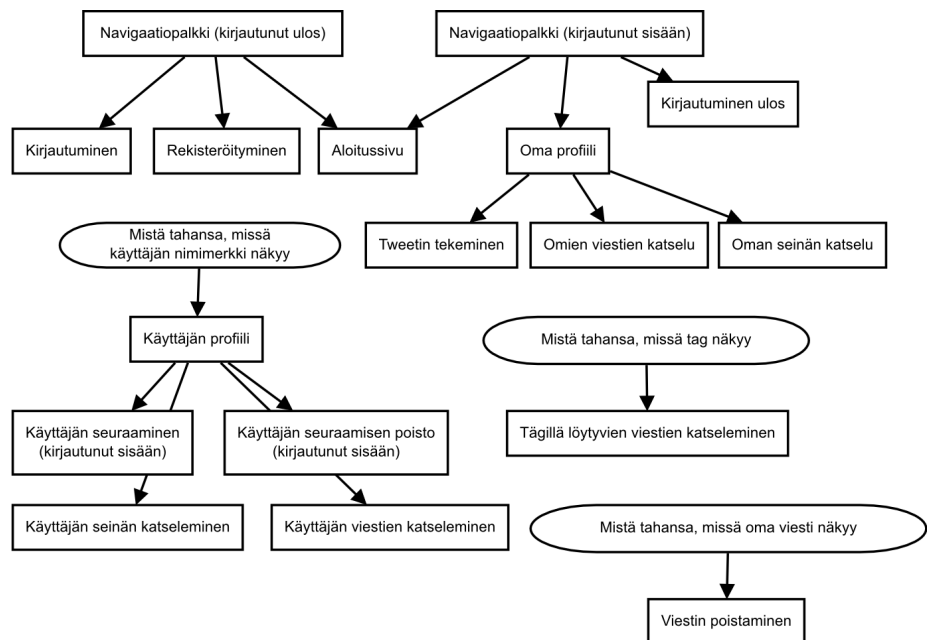 Navigaatiopalkki (kirjautunut ulos)
Navigaatiopalkki (kirjautunut sisään)
Kirjautuminen ulos
Kirjautuminen
Rekisteröityminen
Aloitussivu
Oma profiili
Mistä tahansa, missä
käyttäjän nimimerkki näkyy
Tweetin tekeminen
Omien viestien katselu
Oman seinän katselu
Käyttäjän profiili
Mistä tahansa, missä tag näkyy
Käyttäjän seuraaminen
(kirjautunut sisään)
Käyttäjän seuraamisen poisto
(kirjautunut sisään)
Tägillä löytyvien viestien katseleminen
Käyttäjän seinän katseleminen
Käyttäjän viestien katseleminen
Mistä tahansa, missä oma viesti näkyy
Viestin poistaminen